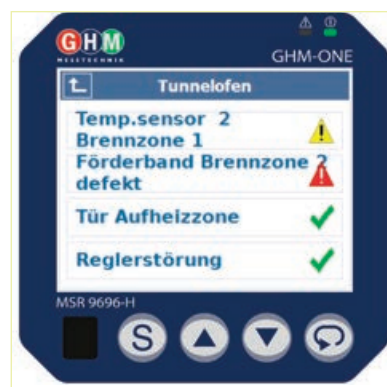 GHM
MESSTECHNIK
GHM-ONE
Tunnelofen
Temp.sensor 2
Brennzone 1
Förderband Brennzone 2
defekt
Tür Aufheizzone
Reglerstörung
MSR 9696-H
S